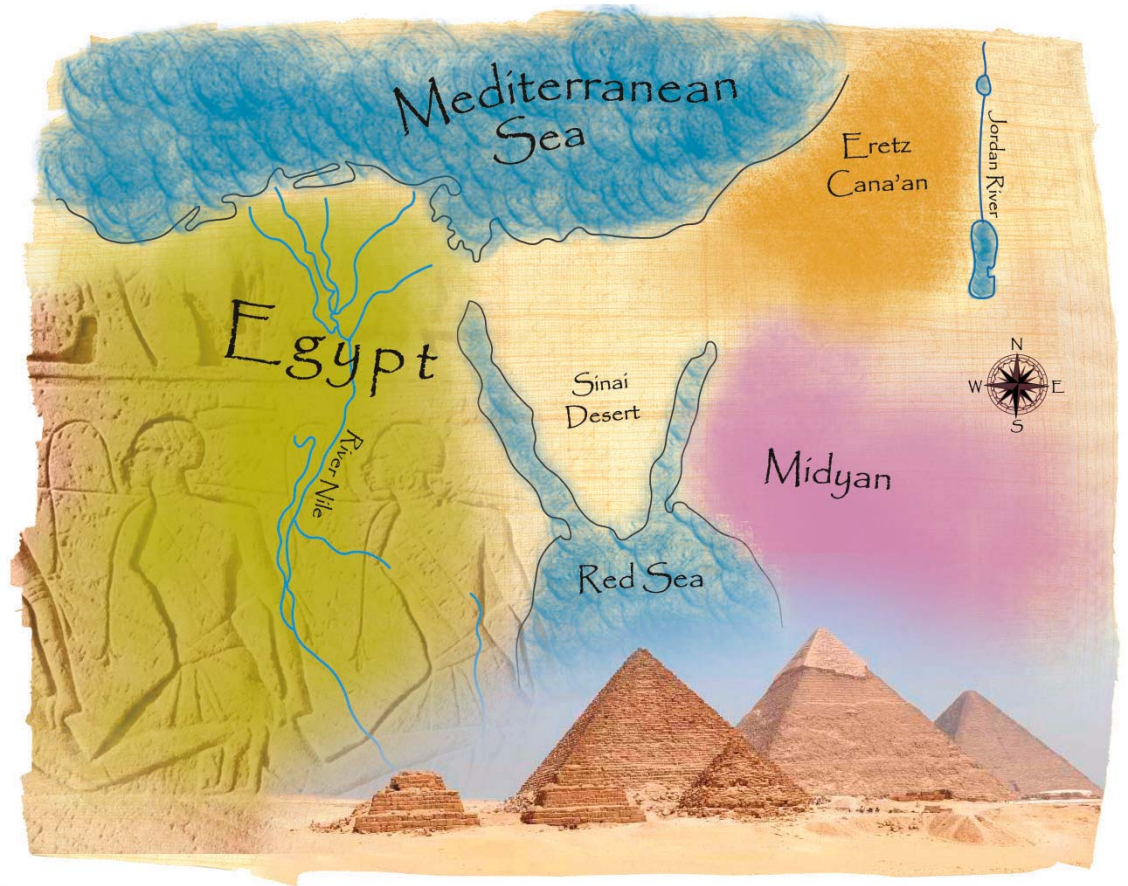 Mediterranean
Sea
Eretz
Cana'an
Jordan River
Egypt
River Nile
Sinai
Desert
N
W
E
S
Midyan
Red Sea